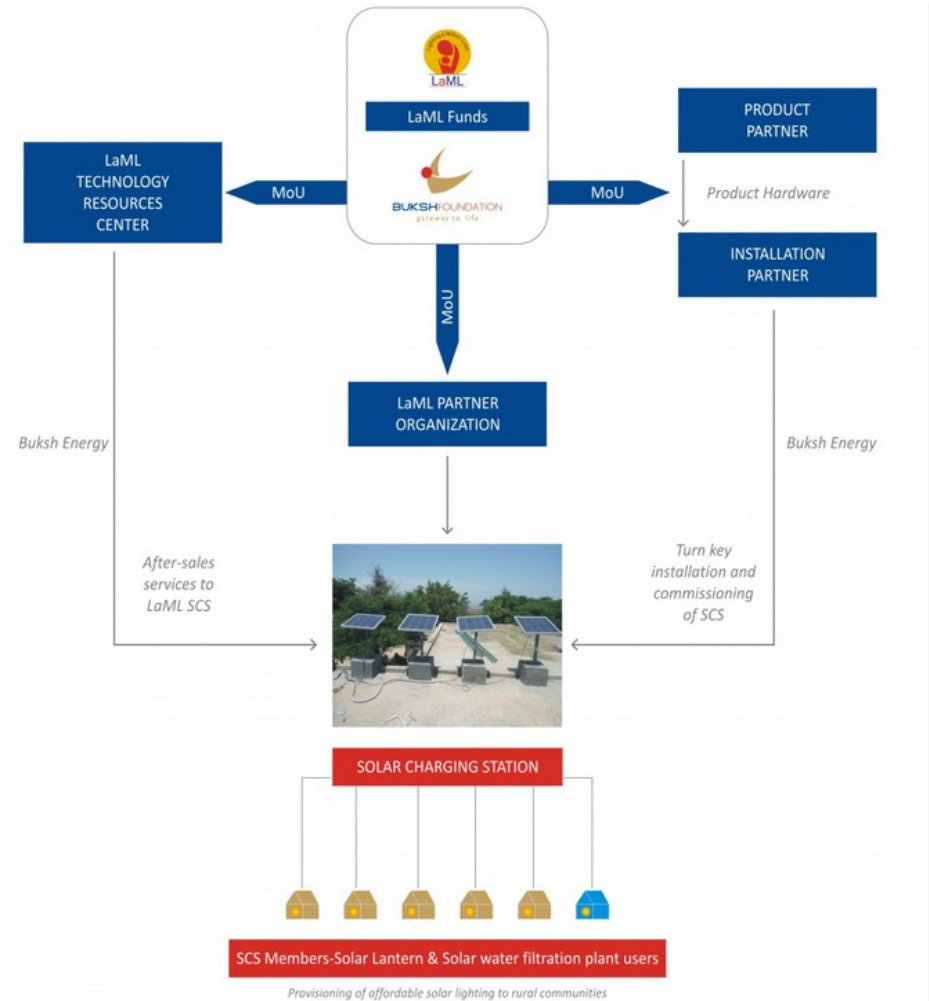 Lighting a Million Lives
LaML
LaML Funds
BUKSHFOUNDATION
gateway to life
PRODUCT
PARTNER
LaML
TECHNOLOGY
RESOURCES
CENTER
MoU
MoU
Product Hardware
INSTALLATION
PARTNER
MoU
LaML PARTNER
ORGANIZATION
Buksh Energy
Buksh Energy
After-sales
services to
LaML SCS
Turn key
installation and
commissioning
of SCS
SOLAR CHARGING STATION
SCS Members-Solar Lantern & Solar water filtration plant users
Provisioning of affordable solar lighting to rural communities